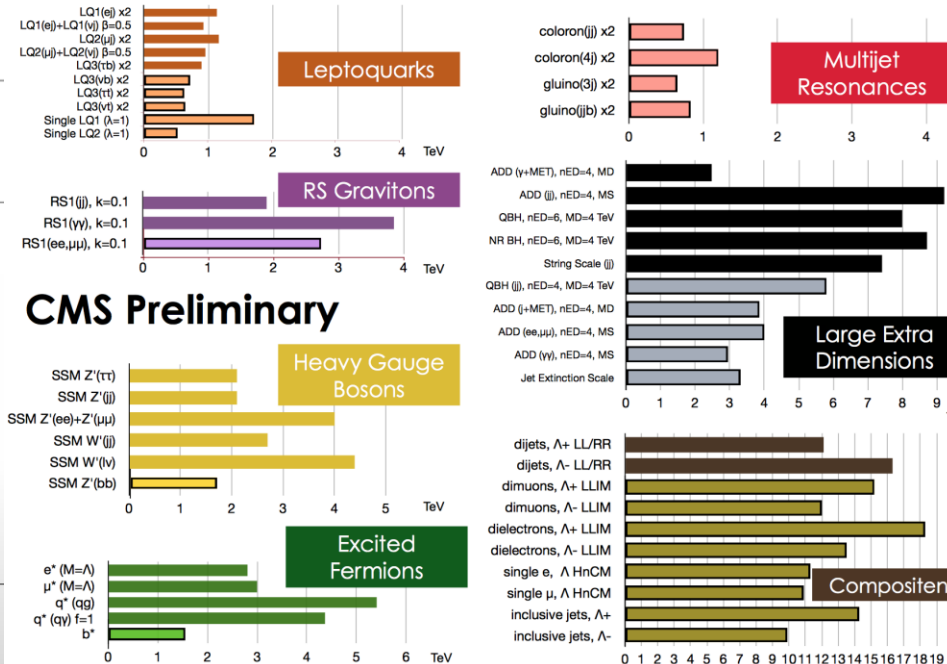 LQ1(ej) x2
LQ1(ej)+LQ1(νj) β=0.5
LQ2(μj) x2
LQ2(μj)+LQ2(νj) β=0.5
LQ3(τb) x2
LQ3(νb) x2
LQ3(ττ) x2
LQ3(vt) x2
Single LQ1 (λ=1)
Single LQ2 (λ=1)
Leptoquarks
0 1 2 3 4 TeV
RS Gravitons
RS1(jj), k=0.1
RS1(γγ), k=0.1
RS1(ee,μμ), k=0.1
0 1 2 3 4 TeV
CMS Preliminary
Heavy Gauge
Bosons
SSM Z'(ττ)
SSM Z'(jj)
SSM Z'(ee)+Z'(μμ)
SSM W'(jj)
SSM W'(lv)
SSM Z'(bb)
0 1 2 3 4 5 TeV
Excited
Fermions
e* (M=Λ)
μ* (M=Λ)
q* (qg)
q* (qγ) f=1
b*
0 1 2 3 4 5 6 TeV
coloron(jj) x2
coloron(4j) x2
gluino(3j) x2
gluino(jjb) x2
Multijet
Resonances
0 1 2 3 4
ADD (γ+MET), nED=4, MD
ADD (jj), nED=4, MS
QBH, nED=6, MD=4 TeV
NR BH, nED=6, MD=4 TeV
String Scale (jj)
QBH (jj), nED=4, MD=4 TeV
ADD (j+MET), nED=4, MD
ADD (ee,μμ), nED=4, MS
ADD (γγ), nED=4, MS
Jet Extinction Scale
Large Extra
Dimensions
0 1 2 3 4 5 6 7 8 9
dijets, Λ+ LL/RR
dijets, Λ- LL/RR
dimuons, Λ+ LLIM
dimuons, Λ- LLIM
dielectrons, Λ+ LLIM
dielectrons, Λ- LLIM
single e, Λ HnCM
single μ, Λ HnCM
inclusive jets, Λ+
inclusive jets, Λ-
Compositen
0 1 2 3 4 5 6 7 8 9 10 11 12 13 14 15 16 17 18 19